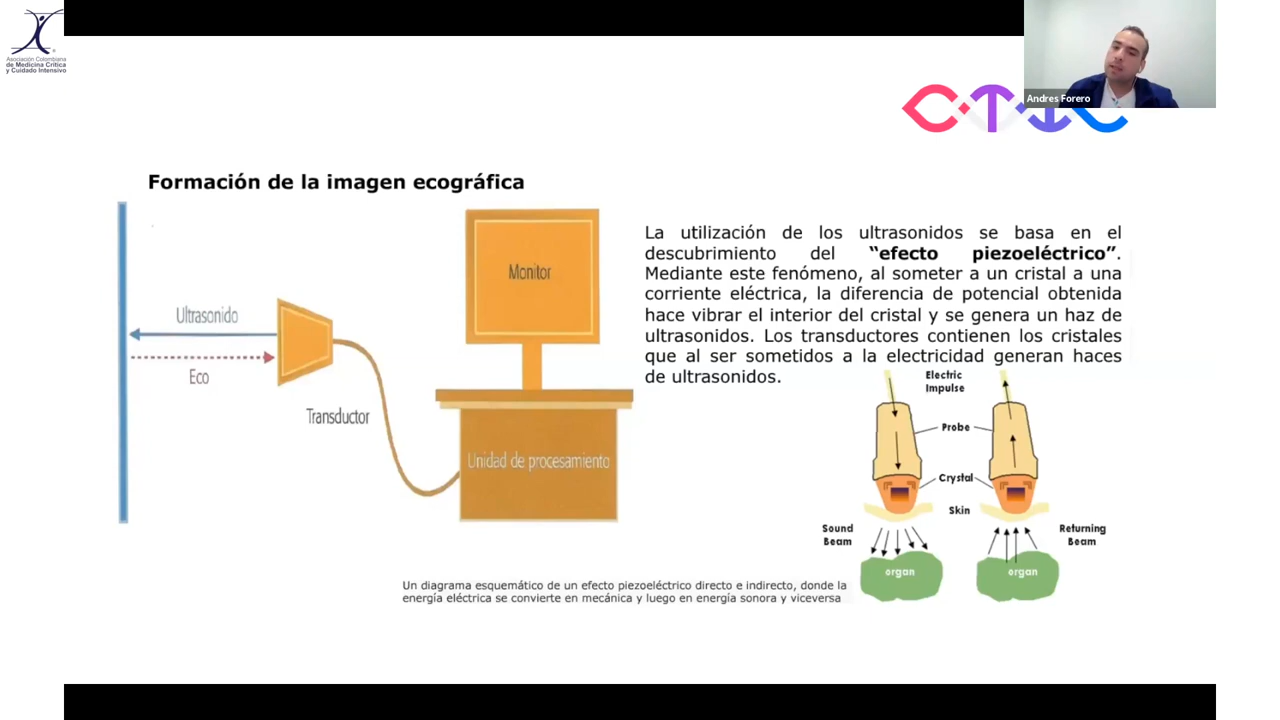 Asociación Colombiana
de Medicina Crítica
y Cuidado Intensivo
Andres Forero
CTIC
Formación de la imagen ecográfica
Monitor
Ultrasonido
Eco
Transductor
Unidad de procesamiento
La utilización de los ultrasonidos se basa en el
descubrimiento del “efecto piezoeléctrico”.
Mediante este fenómeno, al someter a un cristal a una
corriente eléctrica, la diferencia de potencial obtenida
hace vibrar el interior del cristal y se genera un haz de
ultrasonidos. Los transductores contienen los cristales
que al ser sometidos a la electricidad generan haces
de ultrasonidos.
Electric
Impulse
Probe
Crystal
Skin
Sound
Beam
Returning
Beam
organ
organ
Un diagrama esquemático de un efecto piezoeléctrico directo e indirecto, donde la
energía eléctrica se convierte en mecánica y luego en energía sonora y viceversa